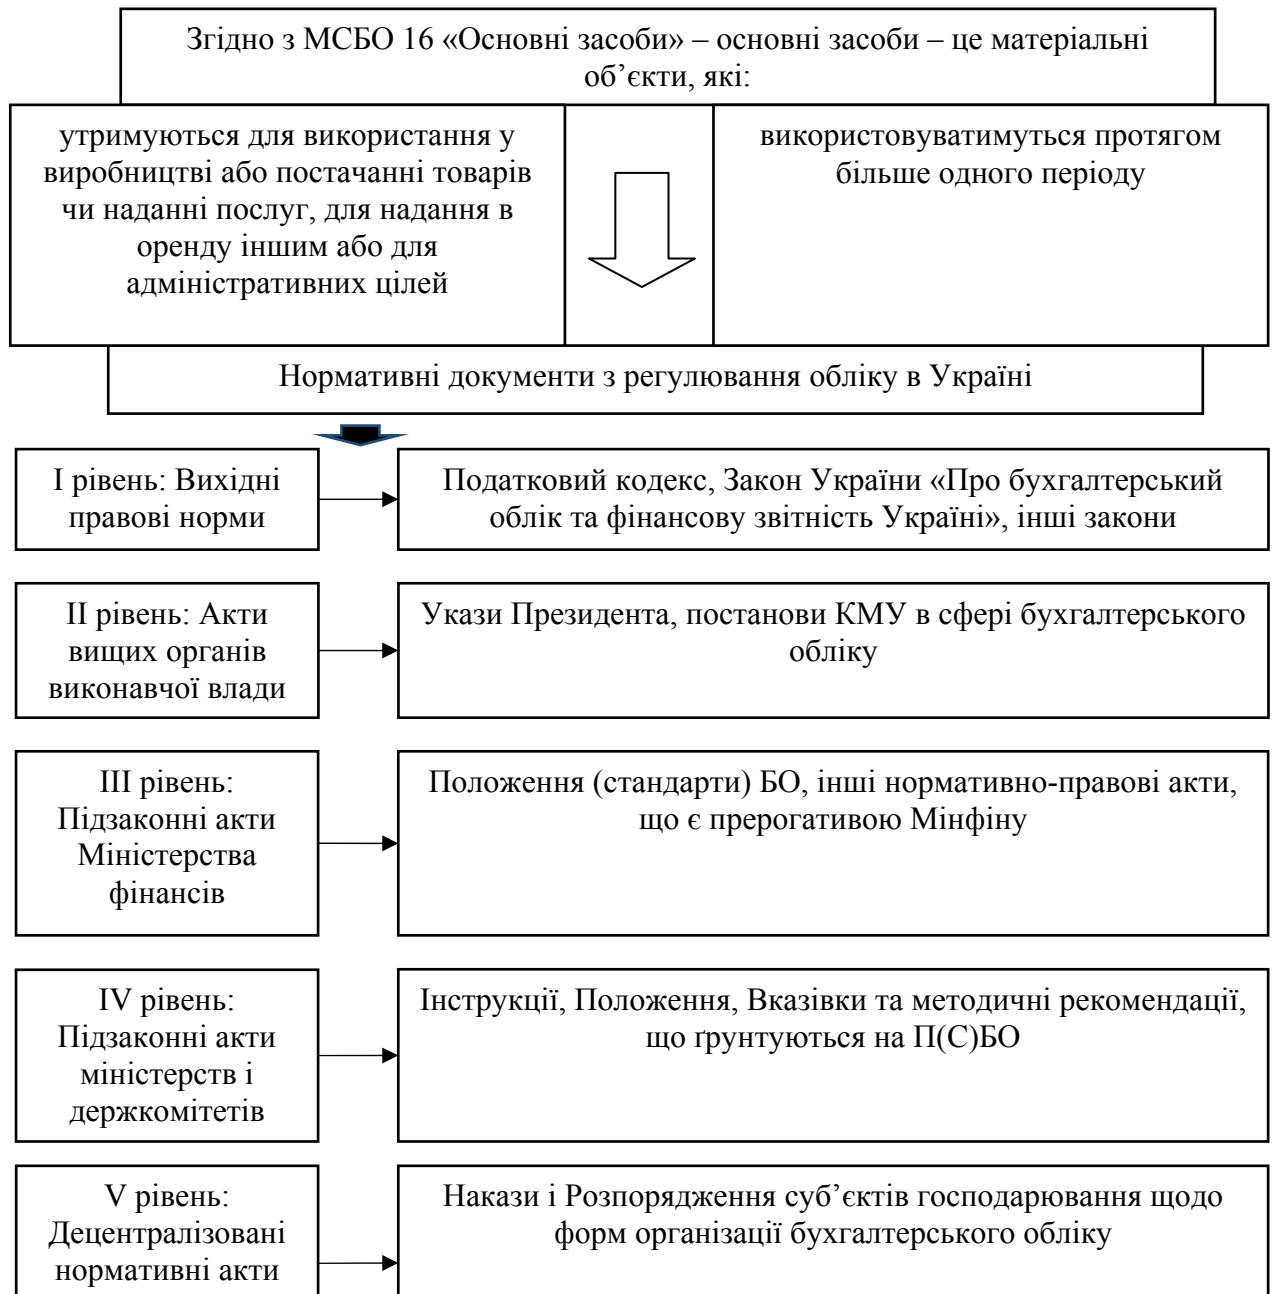 Згідно з МСБО 16 «Основні засоби» – основні засоби – це матеріальні
об’єкти, які:
утримуються для використання у
виробництві або постачанні товарів
чи наданні послуг, для надання в
оренду іншим або для
адміністративних цілей
використовуватимуться протягом
більше одного періоду
Нормативні документи з регулювання обліку в Україні
I рівень: Вихідні
правові норми
Податковий кодекс, Закон України «Про бухгалтерський
облік та фінансову звітність Україні», інші закони
II рівень: Акти
вищих органів
виконавчої влади
Укази Президента, постанови КМУ в сфері бухгалтерського
обліку
III рівень:
Підзаконні акти
Міністерства
фінансів
Положення (стандарти) БО, інші нормативно-правові акти,
що є прерогативою Мінфіну
IV рівень:
Підзаконні акти
міністерств і
держкомітетів
Інструкції, Положення, Вказівки та методичні рекомендації,
що ґрунтуються на П(С)БО
V рівень:
Децентралізовані
нормативні акти
Накази і Розпорядження суб’єктів господарювання щодо
форм організації бухгалтерського обліку